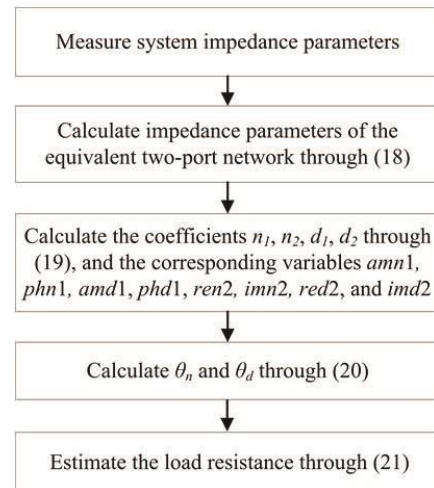 Measure system impedance parameters
Calculate impedance parameters of the
equivalent two-port network through (18)
Calculate the coefficients n₁, n₂, d₁, d₂ through
(19), and the corresponding variables amn1,
phn1, amd1, phd1, ren2, imn2, red2, and imd2
Calculate θₙ and θ_d through (20)
Estimate the load resistance through (21)